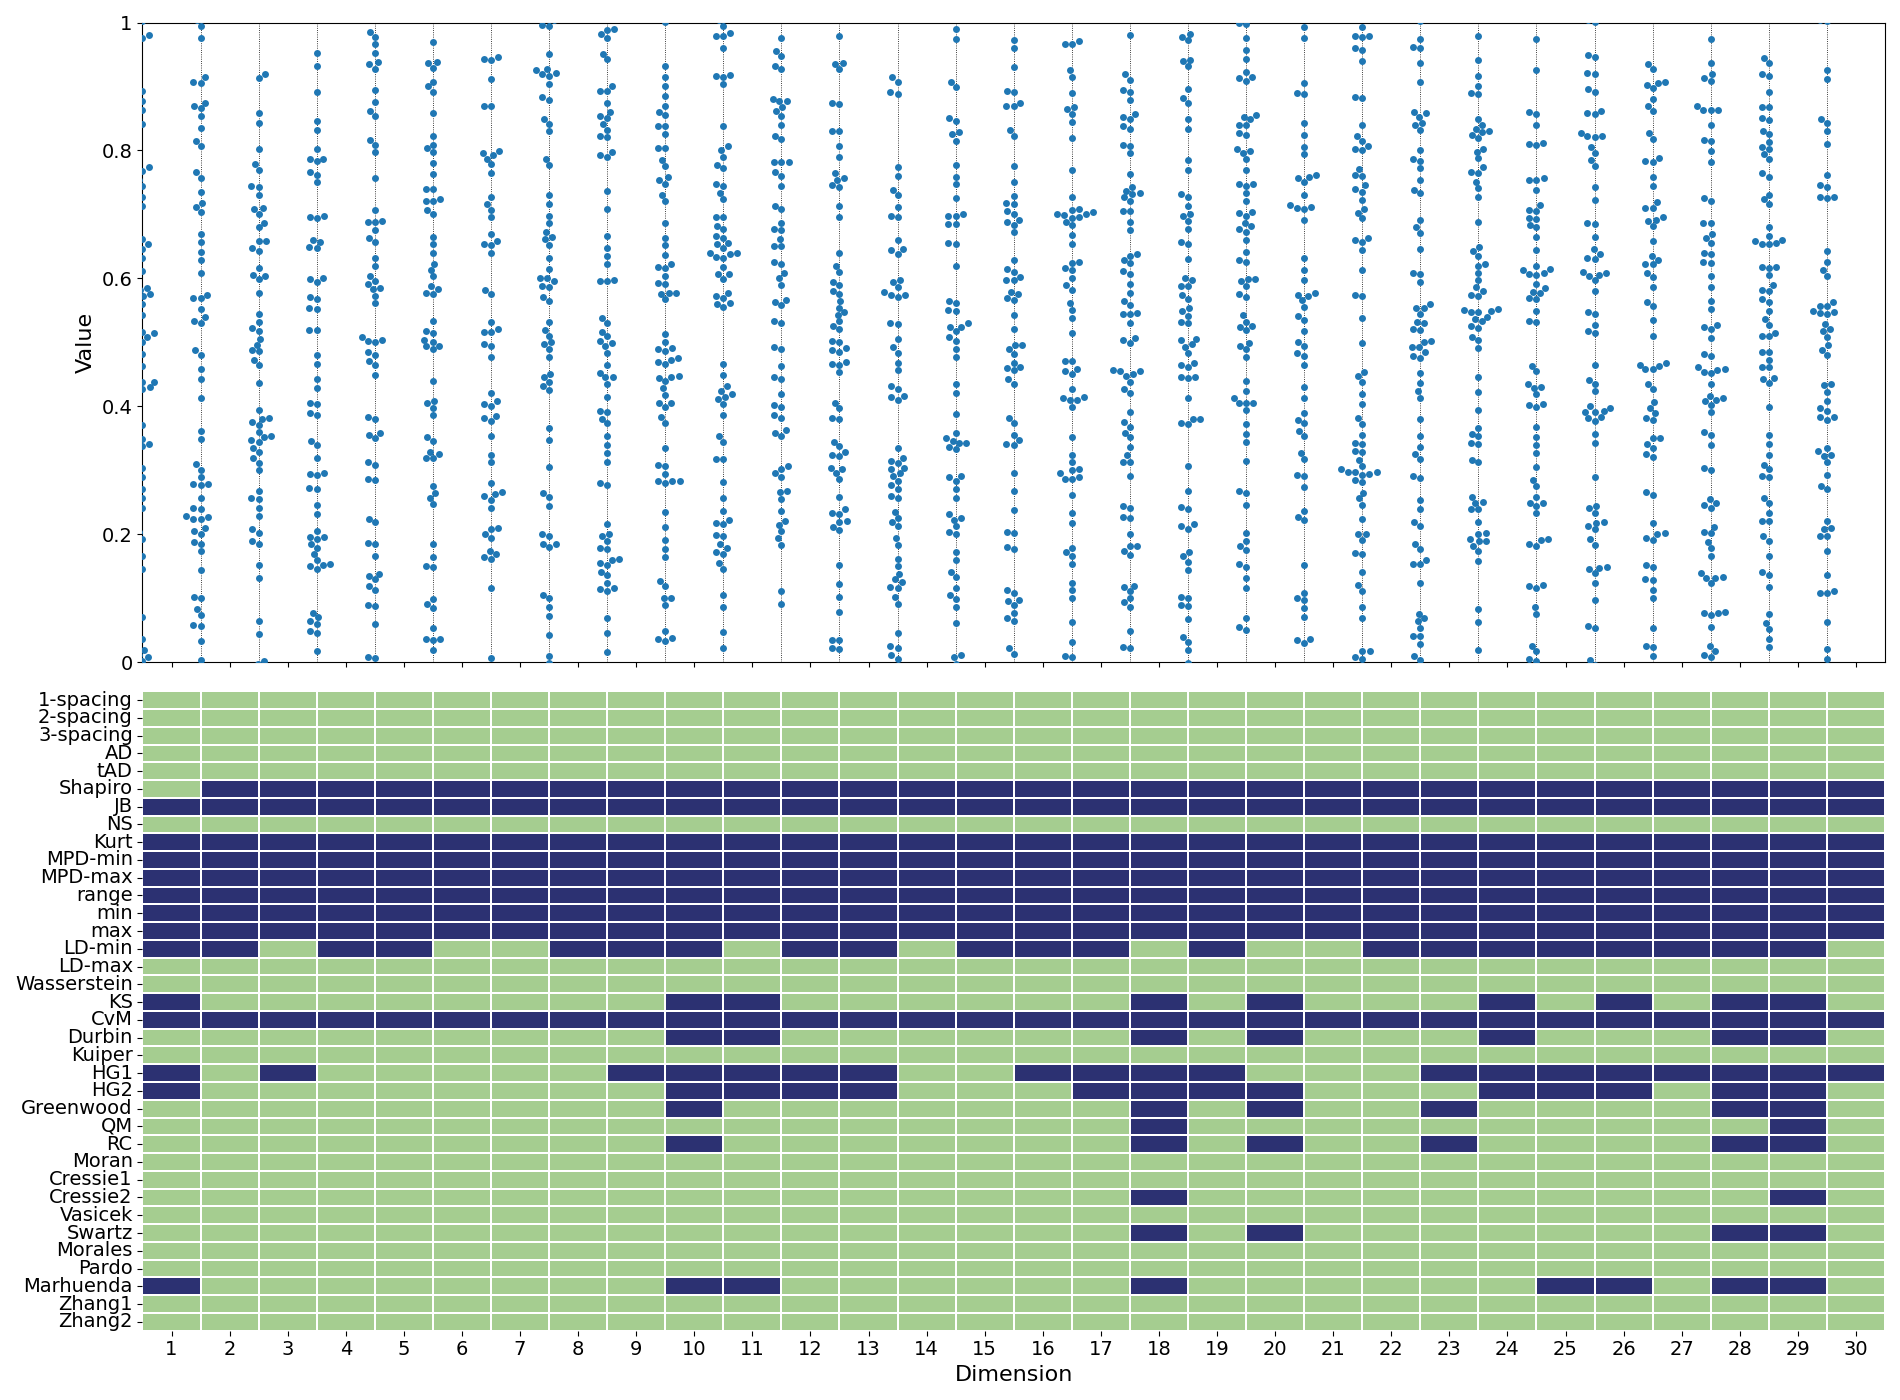 1
0.8
0.6
0.4
0.2
0
Value
1-spacing
2-spacing
3-spacing
AD
tAD
Shapiro
JB
NS
Kurt
MPD-min
MPD-max
range
min
max
LD-min
LD-max
Wasserstein
KS
CvM
Durbin
Kuiper
HG1
HG2
Greenwood
QM
RC
Moran
Cressie1
Cressie2
Vasicek
Swartz
Morales
Pardo
Marhuenda
Zhang1
Zhang2
1 2 3 4 5 6 7 8 9 10 11 12 13 14 15 16 17 18 19 20 21 22 23 24 25 26 27 28 29 30
Dimension